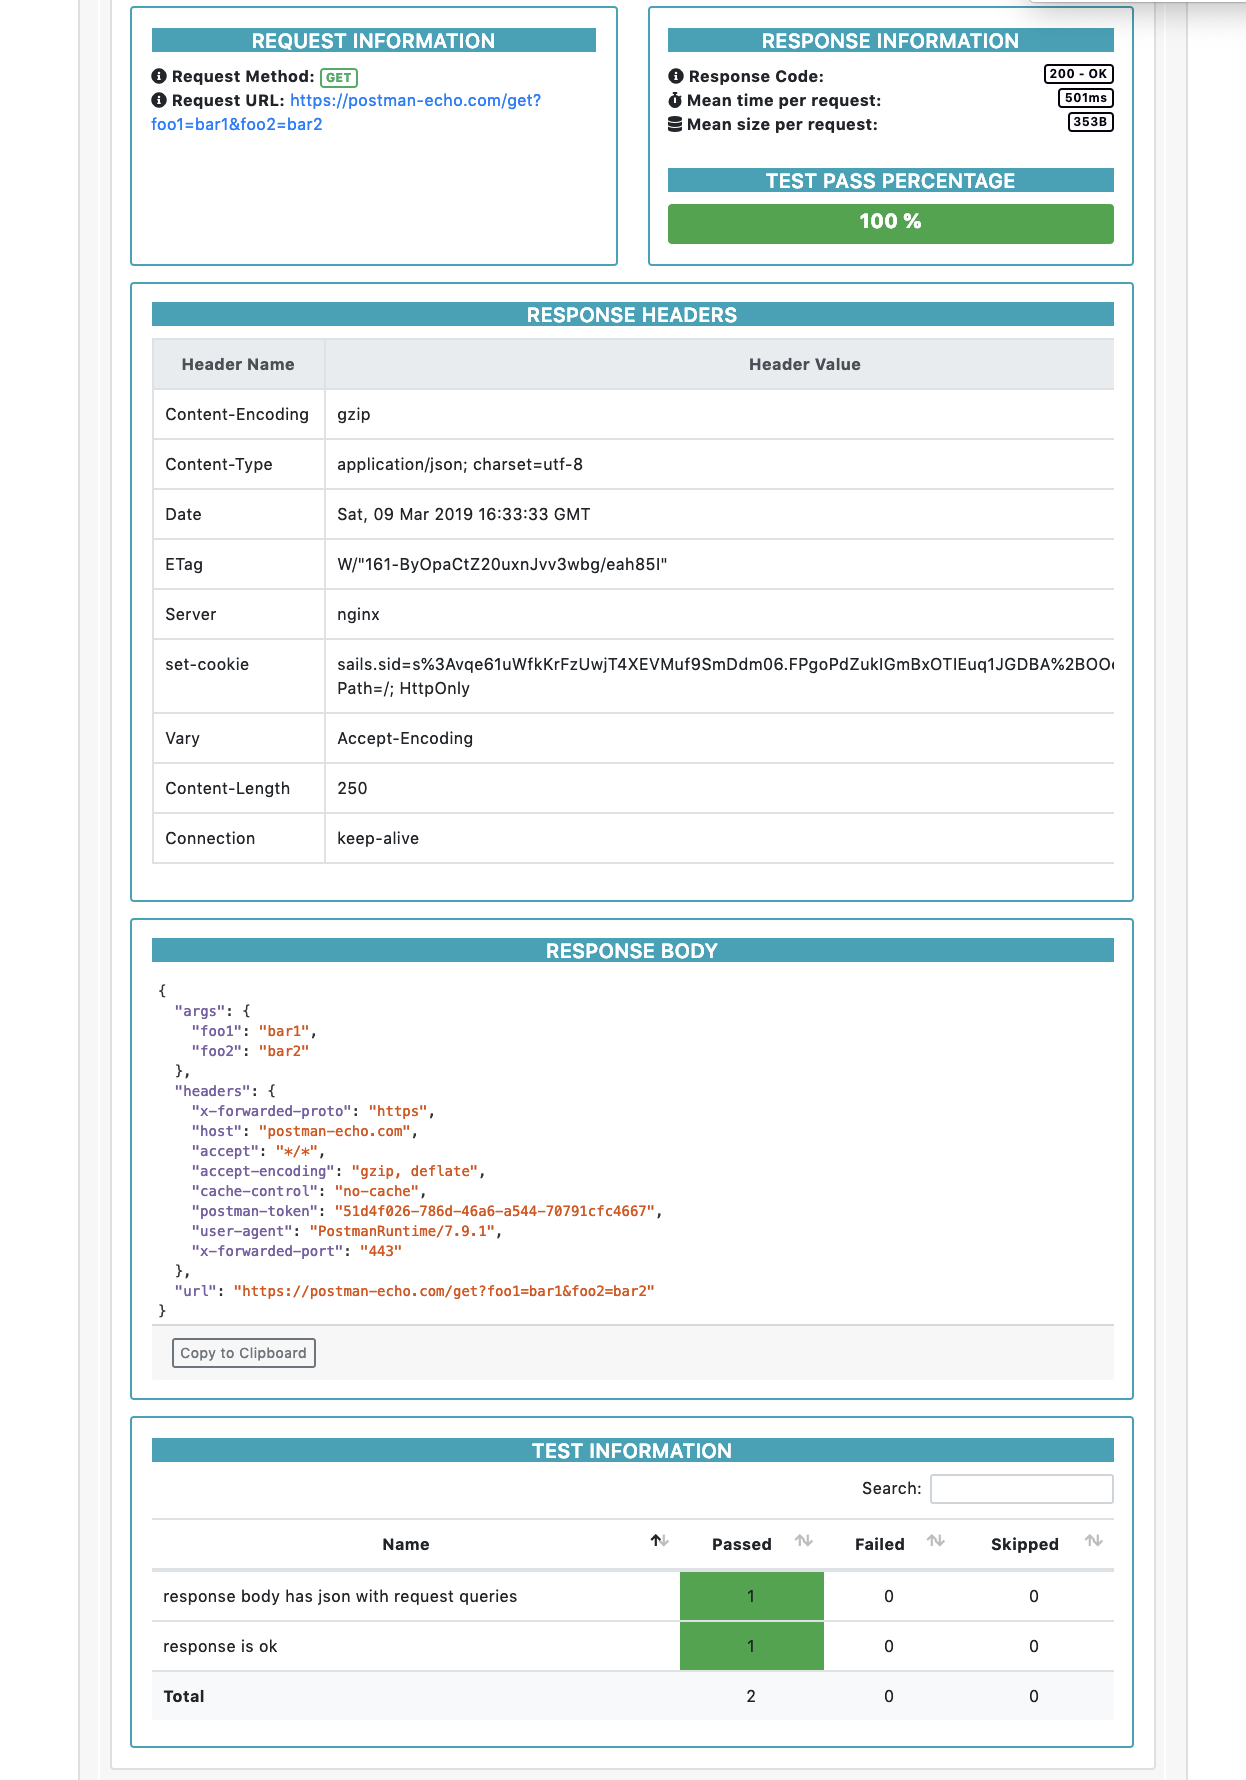 REQUEST INFORMATION
Request Method: GET
Request URL: https://postman-echo.com/get?
foo1=bar1&foo2=bar2
RESPONSE INFORMATION
Response Code: 200 - OK
Mean time per request: 501ms
Mean size per request: 353B
TEST PASS PERCENTAGE
100 %
RESPONSE HEADERS
Header Name Header Value
Content-Encoding gzip
Content-Type application/json; charset=utf-8
Date Sat, 09 Mar 2019 16:33:33 GMT
ETag W/"161-ByOpaCtZ20uxnJvv3wbg/eah85I"
Server nginx
set-cookie sails.sid=s%3Avqe61uWfkKrFzUwjT4XEVMuf9SmDdm06.FPgoPdZukIGmBxOTIEuq1JGDBA%2BOO
Path=/; HttpOnly
Vary Accept-Encoding
Content-Length 250
Connection keep-alive
RESPONSE BODY
{
"args": {
"foo1": "bar1",
"foo2": "bar2"
},
"headers": {
"x-forwarded-proto": "https",
"host": "postman-echo.com",
"accept": "*/*",
"accept-encoding": "gzip, deflate",
"cache-control": "no-cache",
"postman-token": "51d4f026-786d-46a6-a544-70791cfc4667",
"user-agent": "PostmanRuntime/7.9.1",
"x-forwarded-port": "443"
},
"url": "https://postman-echo.com/get?foo1=bar1&foo2=bar2"
}
Copy to Clipboard
TEST INFORMATION
Search:
Name Passed Failed Skipped
response body has json with request queries 1 0 0
response is ok 1 0 0
Total 2 0 0